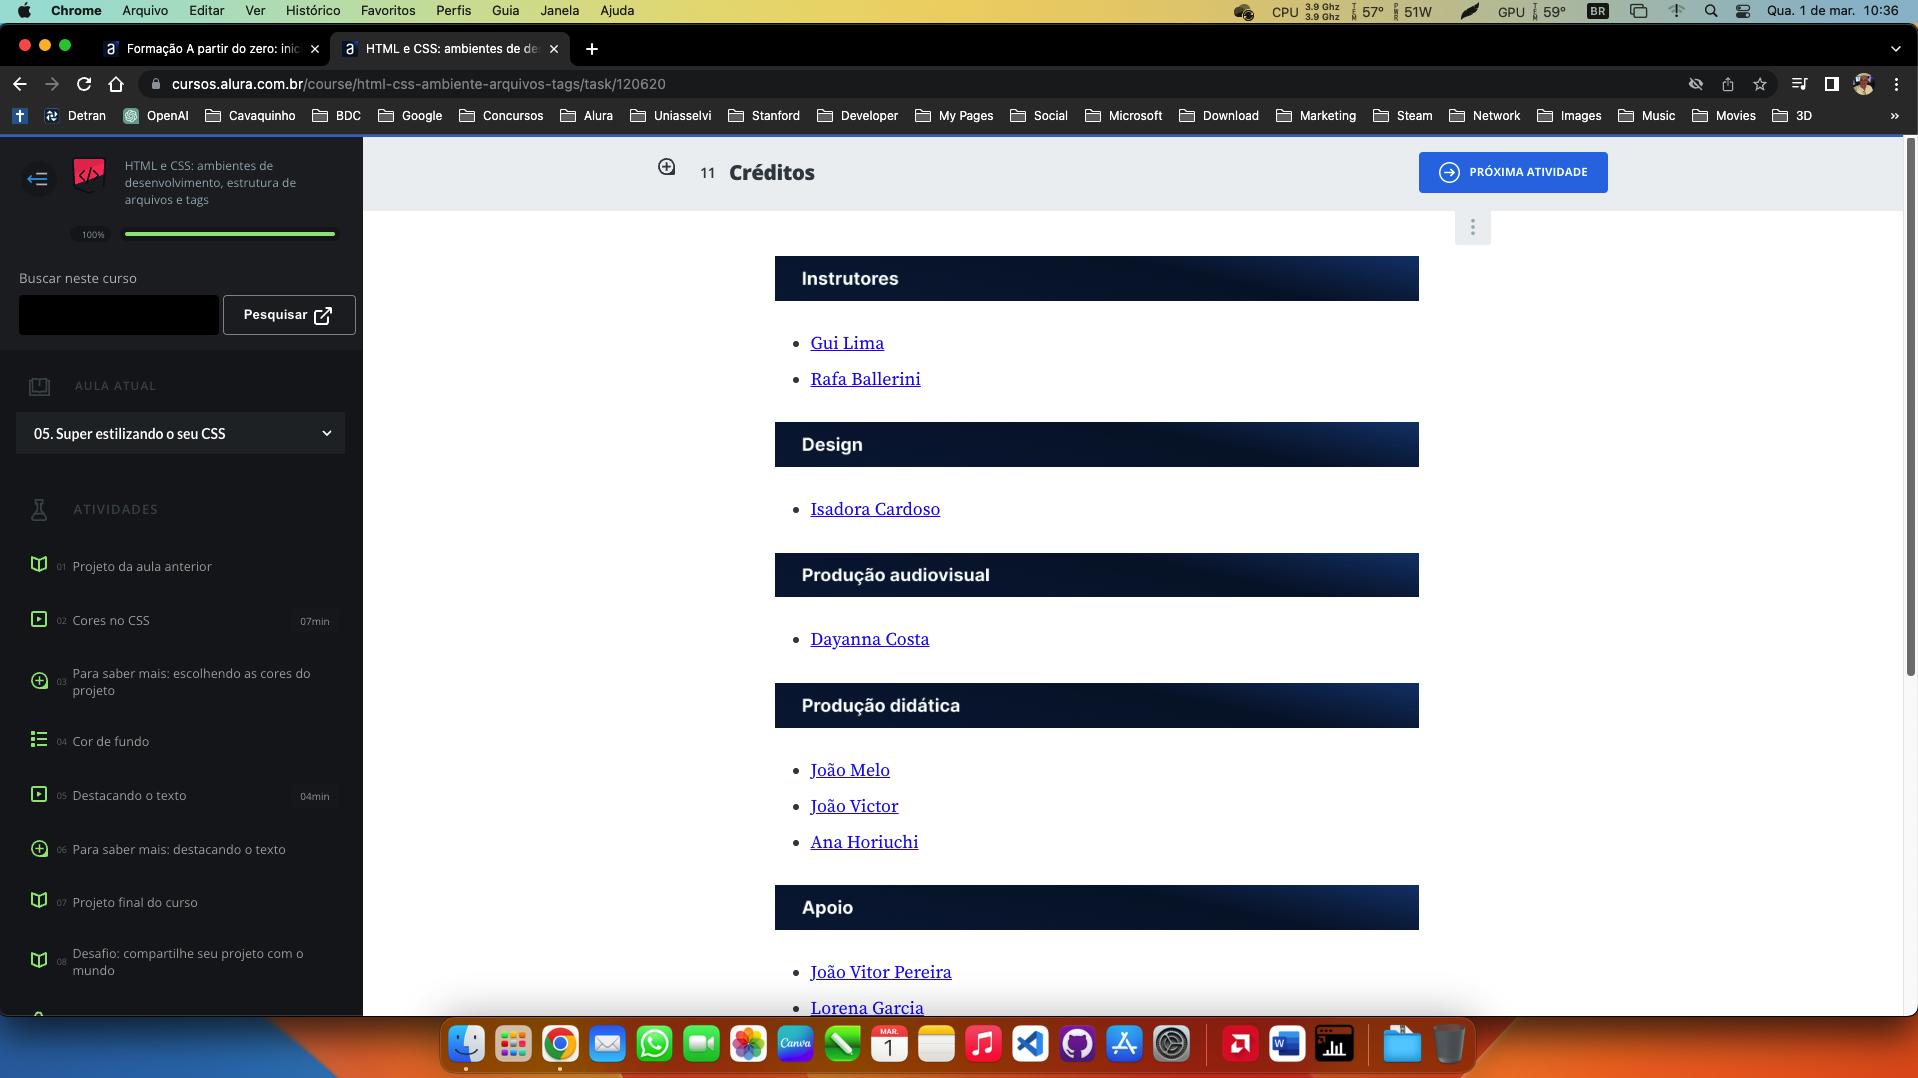 Chrome Arquivo Editar Ver Histórico Favoritos Perfis Guia Janela Ajuda CPU 3.9 Ghz 3.9 Ghz 57° 51W GPU 59° BR Qua. 1 de mar. 10:36
Formação A partir do zero: inic HTML e CSS: ambientes de des
cursos.alura.com.br/course/html-css-ambiente-arquivos-tags/task/120620
Detran OpenAI Cavaquinho BDC Google Concursos Alura Uniasselvi Stanford Developer My Pages Social Microsoft Download Marketing Steam Network Images Music Movies 3D »
HTML e CSS: ambientes de
desenvolvimento, estrutura de
arquivos e tags
100%
Buscar neste curso
Pesquisar
AULA ATUAL
05. Super estilizando o seu CSS
ATIVIDADES
01 Projeto da aula anterior
02 Cores no CSS 07min
03 Para saber mais: escolhendo as cores do
projeto
04 Cor de fundo
05 Destacando o texto 04min
06 Para saber mais: destacando o texto
07 Projeto final do curso
08 Desafio: compartilhe seu projeto com o
mundo
11 Créditos
PRÓXIMA ATIVIDADE
Instrutores
Gui Lima
Rafa Ballerini
Design
Isadora Cardoso
Produção audiovisual
Dayanna Costa
Produção didática
João Melo
João Victor
Ana Horiuchi
Apoio
João Vitor Pereira
Lorena Garcia
Canva
MAR.
1
W